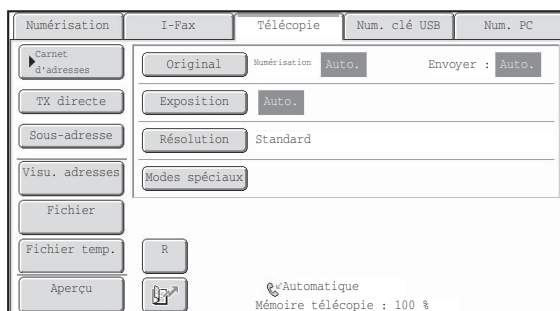 Numérisation
I-Fax
Télécopie
Num. clé USB
Num. PC
Carnet
d'adresses
Original
Numérisation
Auto.
Envoyer :
Auto.
TX directe
Exposition
Auto.
Sous-adresse
Résolution
Standard
Visu. adresses
Modes spéciaux
Fichier
Fichier temp.
R
Aperçu
Automatique
Mémoire télécopie : 100 %